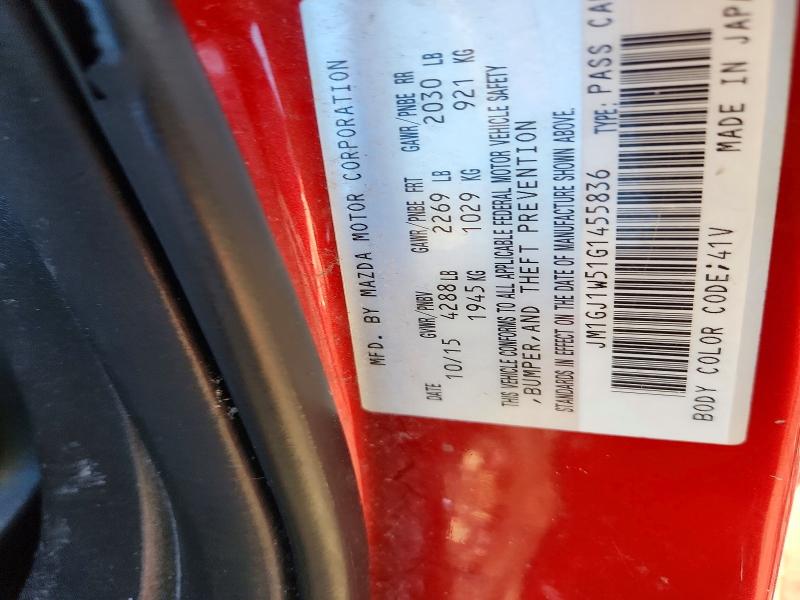 MFD. BY MAZDA MOTOR CORPORATION
DATE GVWR/PNBV GAWR/PNBE FRT GAWR/PNBE RR
10/15 4288LB 2269 LB 2030 LB
1945KG 1029 KG 921 KG
THIS VEHICLE CONFORMS TO ALL APPLICABLE FEDERAL MOTOR VEHICLE SAFETY
,BUMPER,AND THEFT PREVENTION
STANDARDS IN EFFECT ON THE DATE OF MANUFACTURE SHOWN ABOVE.
JM1GJ1W51G1455836 TYPE: PASS CA
BODY COLOR CODE;41V MADE IN JAP